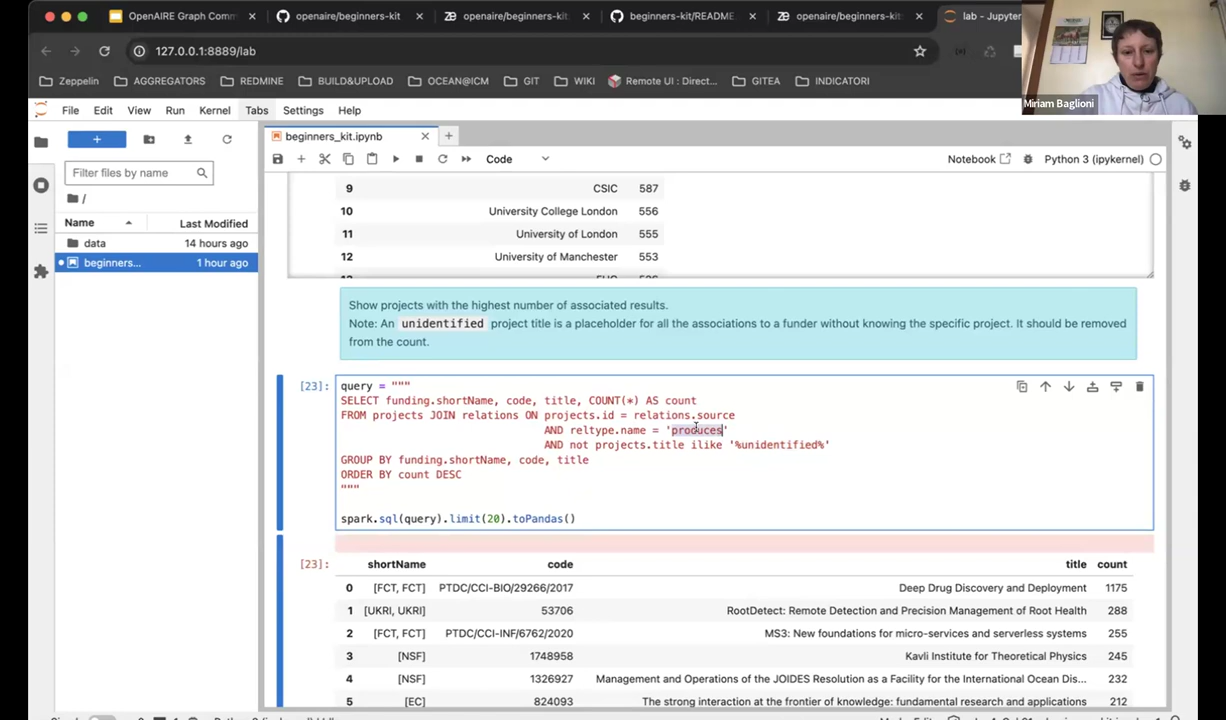 OpenAIRE Graph Comm
openaire/beginners-kit
openaire/beginners-kit
beginners-kit/README
openaire/beginners-kit
lab - Jupyter
127.0.0.1:8889/lab
Zeppelin
AGGREGATORS
REDMINE
BUILD&UPLOAD
OCEAN@ICM
GIT
WIKI
Remote UI : Direct...
GITEA
INDICATORI
Miriam Baglioni
File Edit View Run Kernel Tabs Settings Help
beginners_kit.ipynb
Code
Notebook
Python 3 (ipykernel)
Filter files by name
/
Name
Last Modified
data
14 hours ago
beginners...
1 hour ago
9 CSIC 587
10 University College London 556
11 University of London 555
12 University of Manchester 553
Show projects with the highest number of associated results.
Note: An unidentified project title is a placeholder for all the associations to a funder without knowing the specific project. It should be removed
from the count.
[23]:
query = """
SELECT funding.shortName, code, title, COUNT(*) AS count
FROM projects JOIN relations ON projects.id = relations.source
AND reltype.name = 'produces'
AND not projects.title ilike '%unidentified%'
GROUP BY funding.shortName, code, title
ORDER BY count DESC
"""
spark.sql(query).limit(20).toPandas()
[23]:
shortName code title count
0 [FCT, FCT] PTDC/CCI-BIO/29266/2017 Deep Drug Discovery and Deployment 1175
1 [UKRI, UKRI] 53706 RootDetect: Remote Detection and Precision Management of Root Health 288
2 [FCT, FCT] PTDC/CCI-INF/6762/2020 MS3: New foundations for micro-services and serverless systems 255
3 [NSF] 1748958 Kavli Institute for Theoretical Physics 245
4 [NSF] 1326927 Management and Operations of the JOIDES Resolution as a Facility for the International Ocean Dis... 232
5 [EC] 824093 The strong interaction at the frontier of knowledge: fundamental research and applications 212